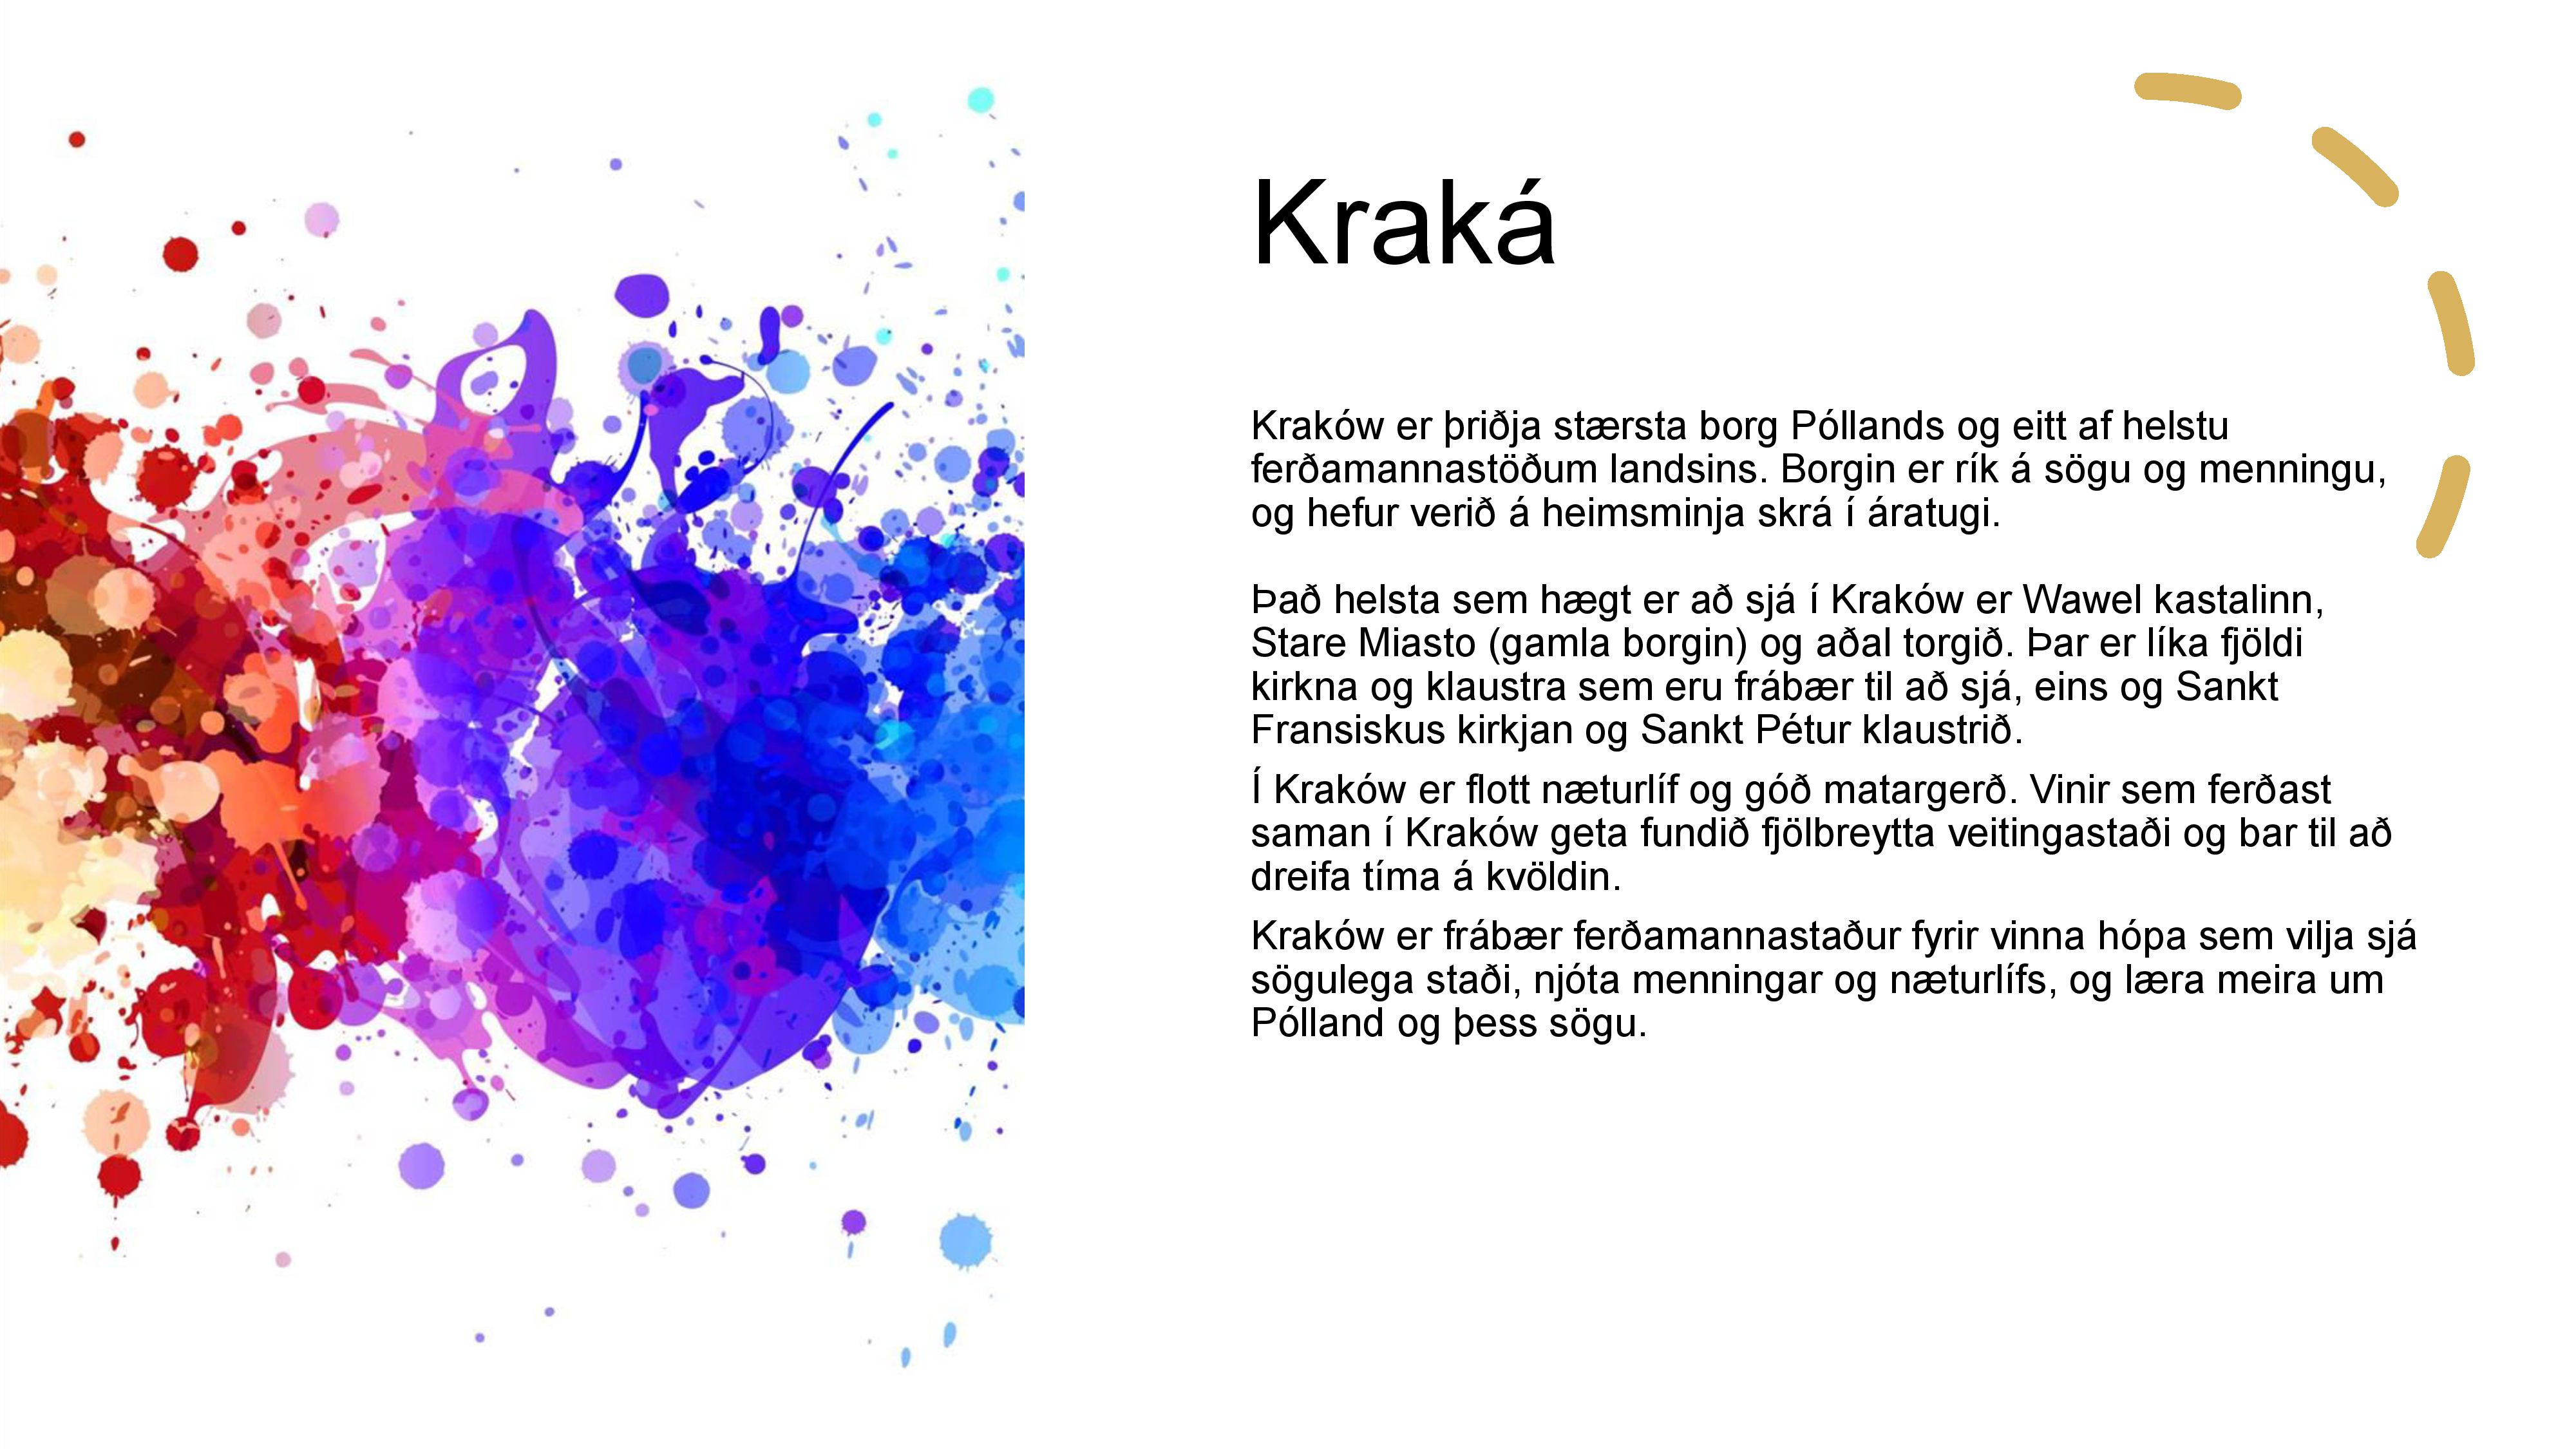 Kraká
Kraków er þriðja stærsta borg Póllands og eitt af helstu
ferðamannastöðum landsins. Borgin er rík á sögu og menningu,
og hefur verið á heimsminja skrá í áratugi.
Það helsta sem hægt er að sjá í Kraków er Wawel kastalinn,
Stare Miasto (gamla borgin) og aðal torgið. Þar er líka fjöldi
kirkna og klaustra sem eru frábær til að sjá, eins og Sankt
Fransiskus kirkjan og Sankt Pétur klaustrið.
Í Kraków er flott næturlíf og góð matargerð. Vinir sem ferðast
saman í Kraków geta fundið fjölbreytta veitingastaði og bar til að
dreifa tíma á kvöldin.
Kraków er frábær ferðamannastaður fyrir vinna hópa sem vilja sjá
sögulega staði, njóta menningar og næturlífs, og læra meira um
Pólland og þess sögu.